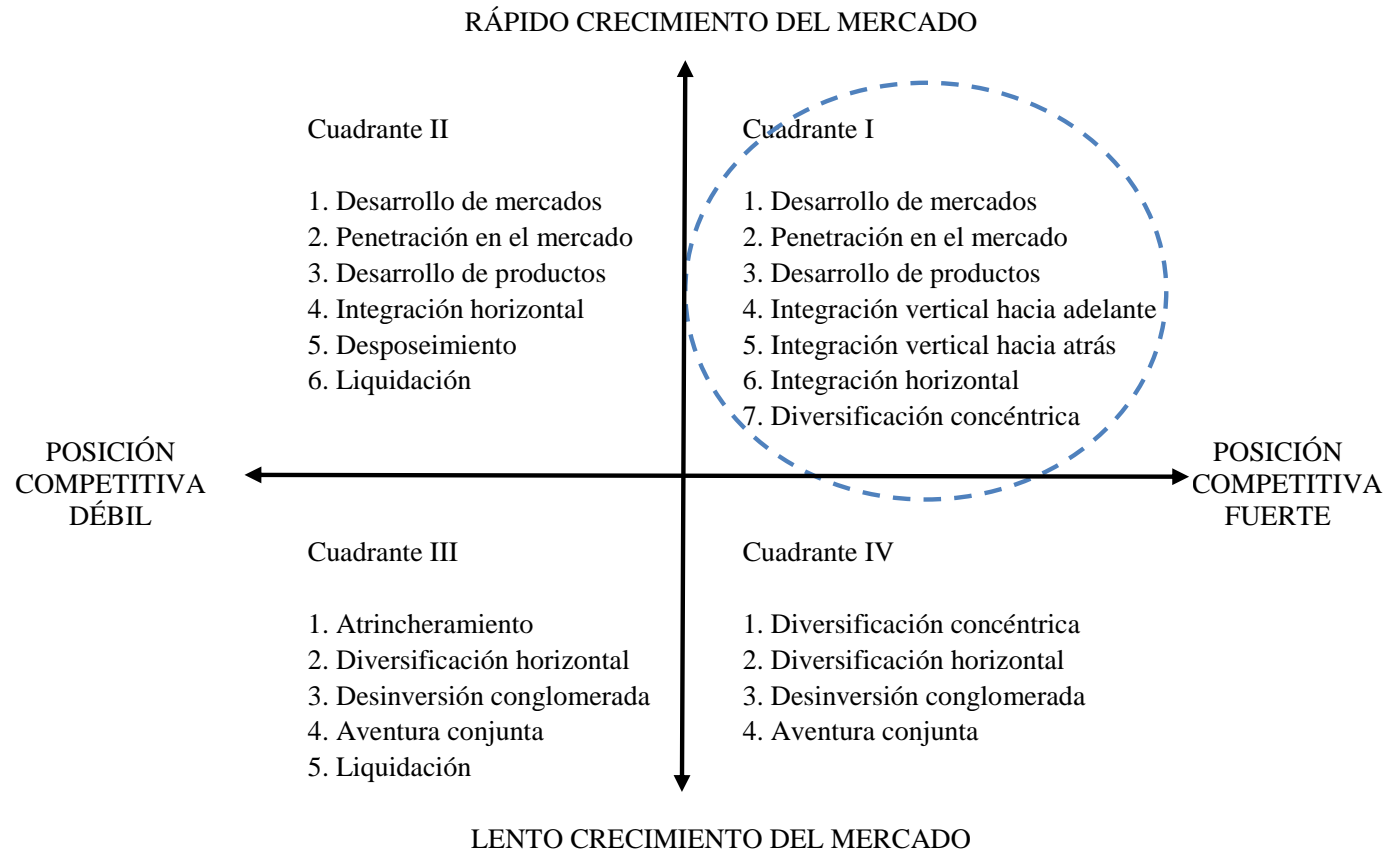 RÁPIDO CRECIMIENTO DEL MERCADO
Cuadrante II
1. Desarrollo de mercados
2. Penetración en el mercado
3. Desarrollo de productos
4. Integración horizontal
5. Desposeimiento
6. Liquidación
Cuadrante I
1. Desarrollo de mercados
2. Penetración en el mercado
3. Desarrollo de productos
4. Integración vertical hacia adelante
5. Integración vertical hacia atrás
6. Integración horizontal
7. Diversificación concéntrica
POSICIÓN
COMPETITIVA
DÉBIL
POSICIÓN
COMPETITIVA
FUERTE
Cuadrante III
1. Atrincheramiento
2. Diversificación horizontal
3. Desinversión conglomerada
4. Aventura conjunta
5. Liquidación
Cuadrante IV
1. Diversificación concéntrica
2. Diversificación horizontal
3. Desinversión conglomerada
4. Aventura conjunta
LENTO CRECIMIENTO DEL MERCADO